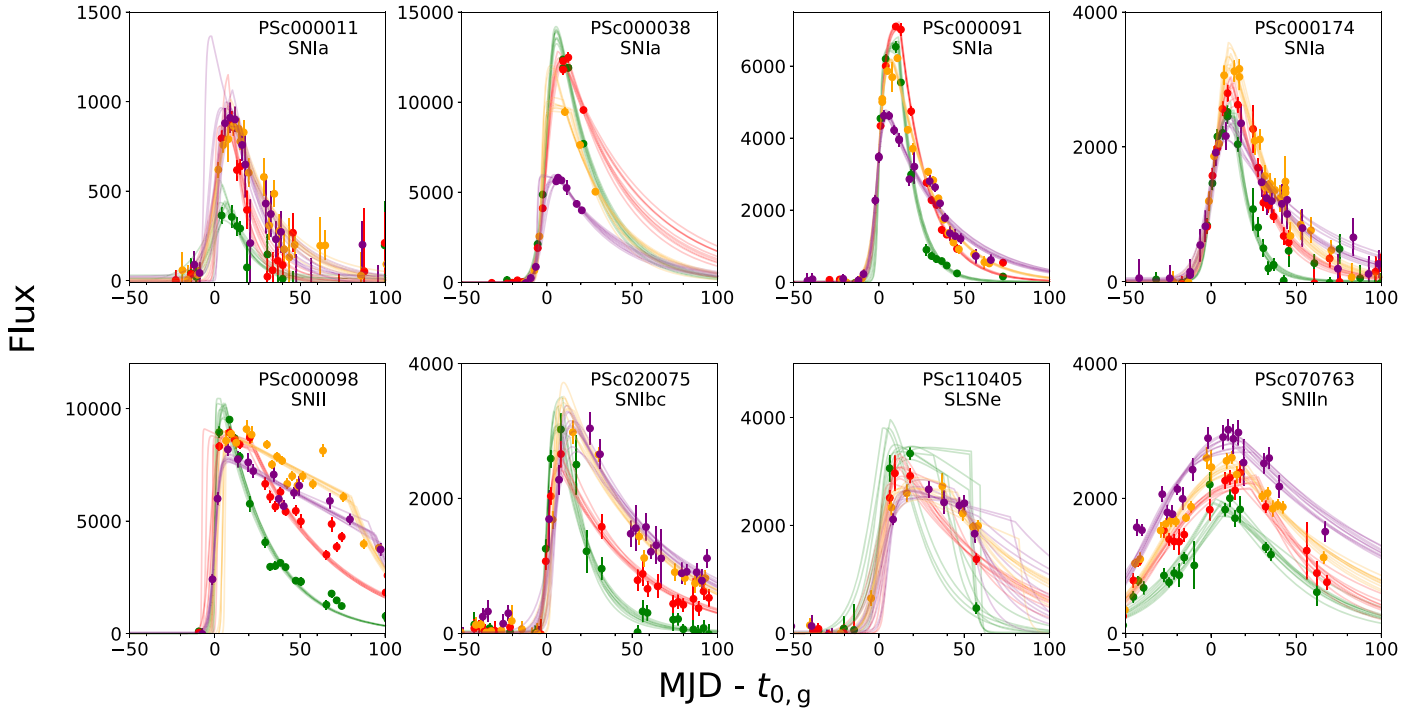 PSc000011
SNIa
1500
1000
500
0
−50 0 50 100
PSc000038
SNIa
15000
10000
5000
0
−50 0 50 100
PSc000091
SNIa
6000
4000
2000
0
−50 0 50 100
PSc000174
SNIa
4000
2000
0
−50 0 50 100
Flux
PSc000098
SNII
10000
5000
0
−50 0 50 100
PSc020075
SNIbc
4000
2000
0
−50 0 50 100
PSc110405
SLSNe
4000
2000
0
−50 0 50 100
PSc070763
SNIIn
4000
2000
0
−50 0 50 100
MJD - t0, g